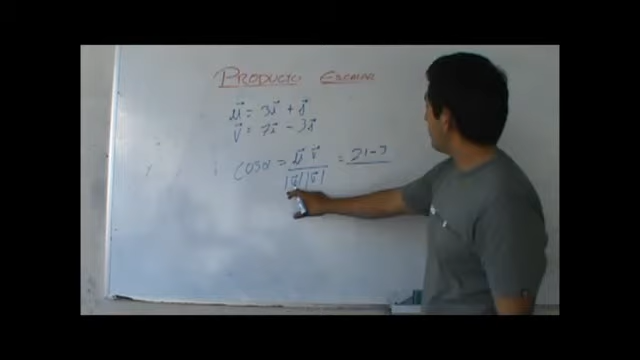 PRODUCTO ESCALAR
u⃗ = 3i⃗ + j⃗
v⃗ = 7i⃗ - 3j⃗
cos α = u⃗ v⃗ / |u⃗| |v⃗| = 21-3